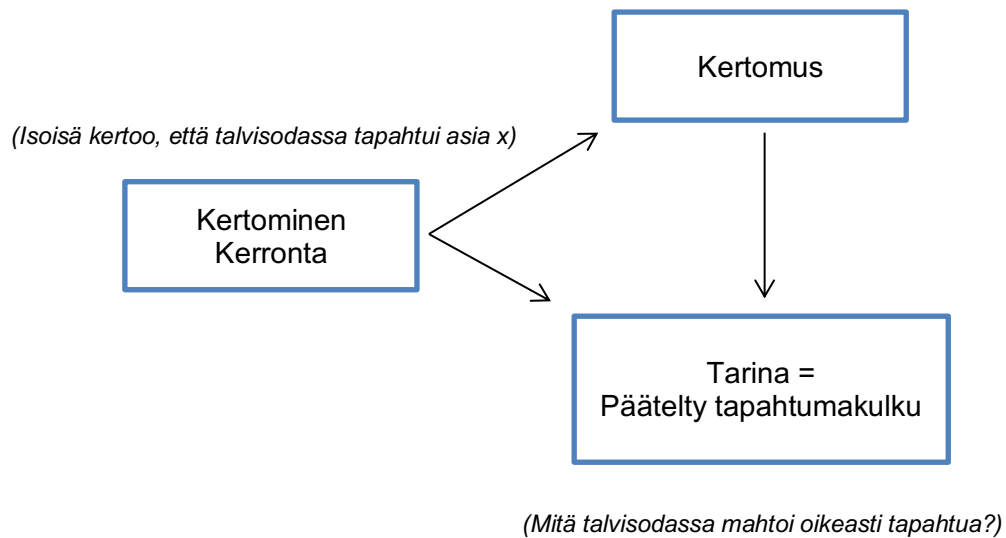 Kertomus
(Isoisä kertoo, että talvisodassa tapahtui asia x)
Kertominen
Kerronta
Tarina =
Päätelty tapahtumakulku
(Mitä talvisodassa mahtoi oikeasti tapahtua?)